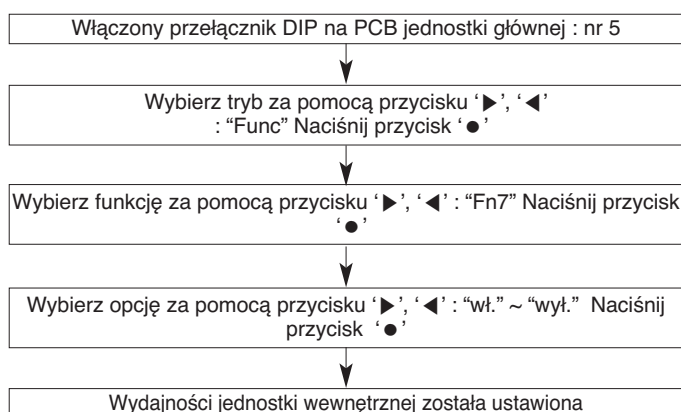 Włączony przełącznik DIP na PCB jednostki głównej : nr 5
Wybierz tryb za pomocą przycisku ‘▶’, ‘◀’
: “Func” Naciśnij przycisk ‘●’
Wybierz funkcję za pomocą przycisku ‘▶’, ‘◀’ : “Fn7” Naciśnij przycisk
‘●’
Wybierz opcję za pomocą przycisku ‘▶’, ‘◀’ : “wł.” ~ “wył.” Naciśnij
przycisk ‘●’
Wydajności jednostki wewnętrznej została ustawiona